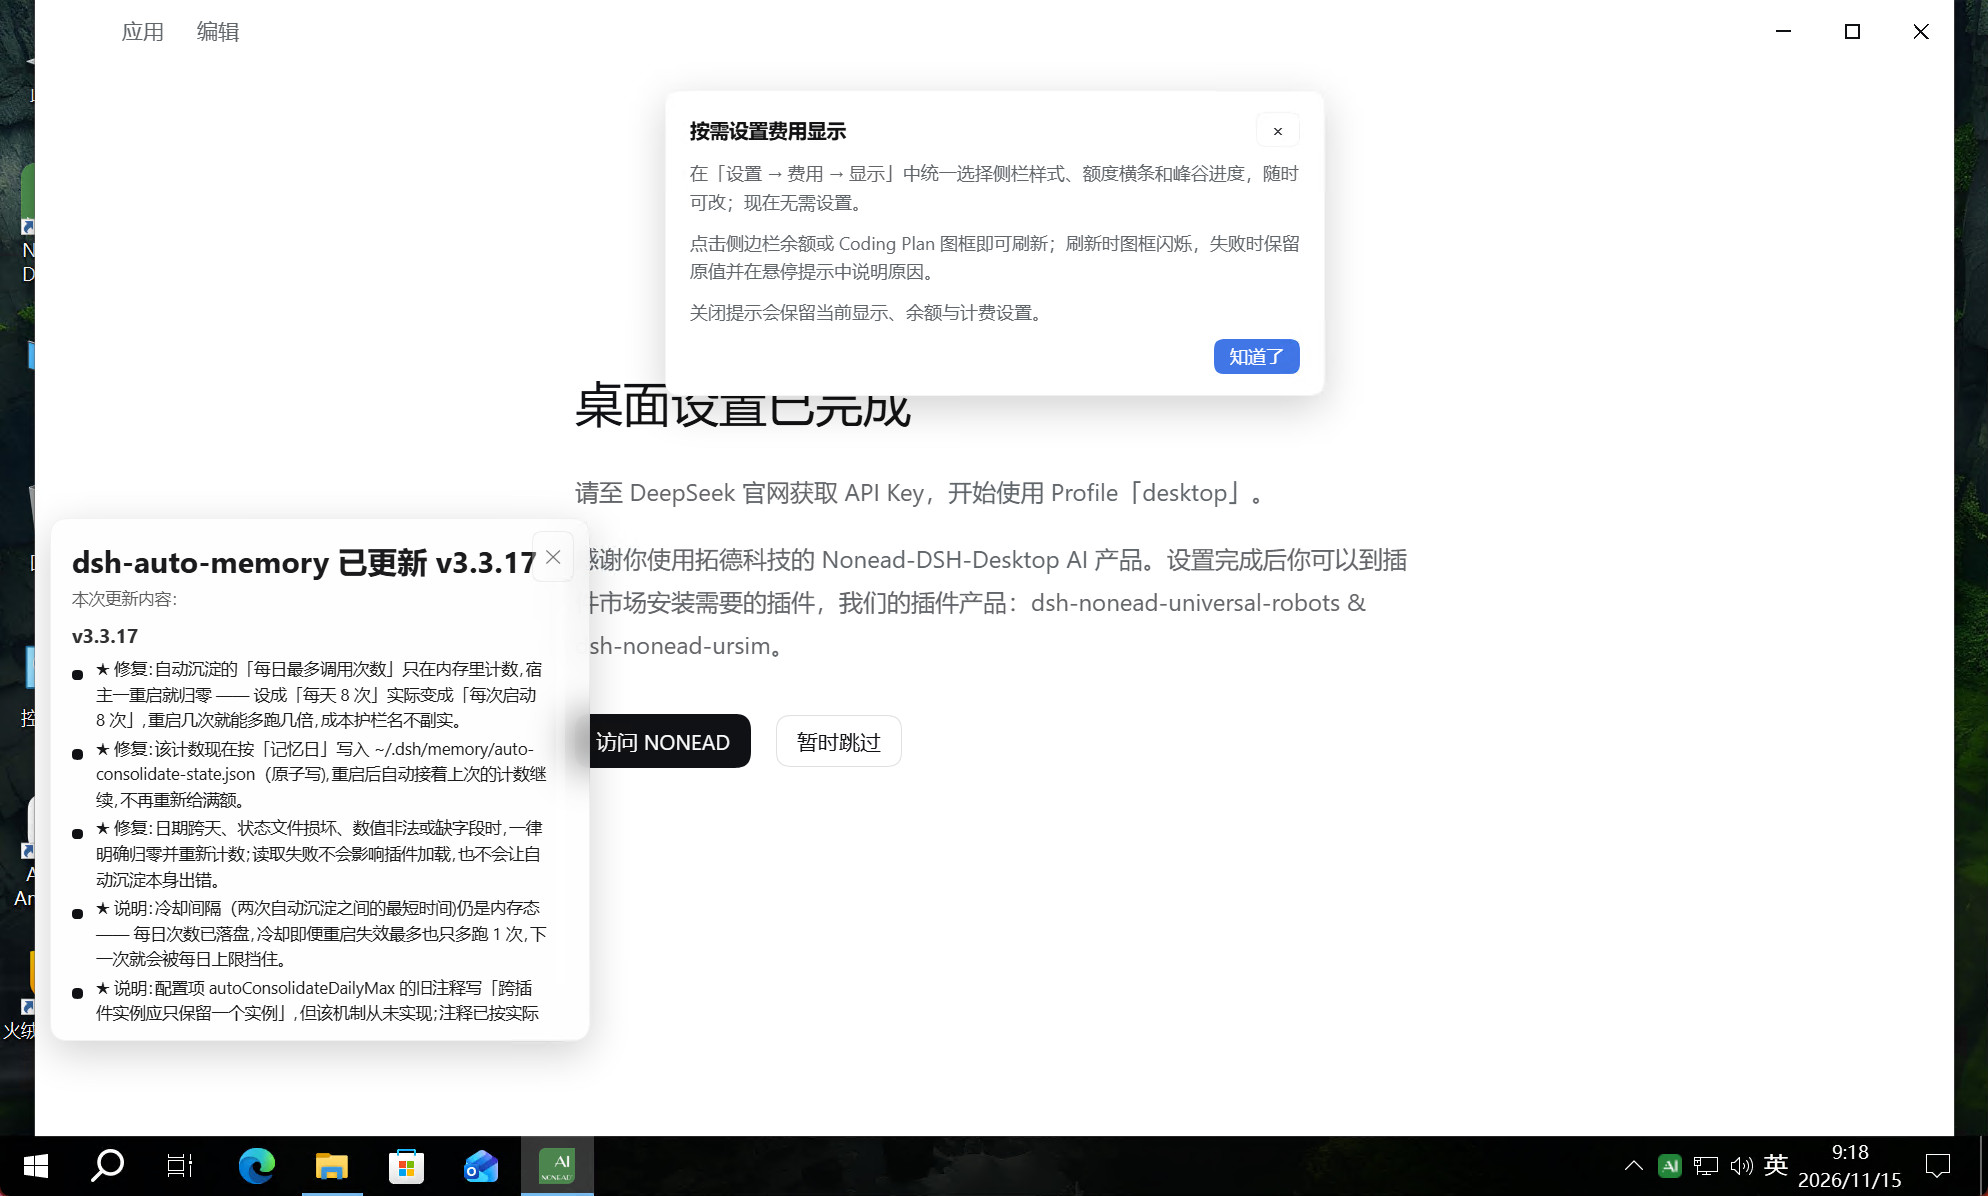 应用 编辑
按需设置费用显示
×
在「设置 → 费用 → 显示」中统一选择侧栏样式、额度横条和峰谷进度，随时
可改；现在无需设置。
点击侧边栏余额或 Coding Plan 图框即可刷新；刷新时图框闪烁，失败时保留
原值并在悬停提示中说明原因。
关闭提示会保留当前显示、余额与计费设置。
知道了
桌面设置已完成
请至 DeepSeek 官网获取 API Key，开始使用 Profile「desktop」。
感谢你使用拓德科技的 Nonead-DSH-Desktop AI 产品。设置完成后你可以到插
件市场安装需要的插件，我们的插件产品：dsh-nonead-universal-robots &
dsh-nonead-ursim。
访问 NONEAD
暂时跳过
dsh-auto-memory 已更新 v3.3.17
本次更新内容：
v3.3.17
★ 修复：自动沉淀的「每日最多调用次数」只在内存里计数，宿
主一重启就归零 —— 设成「每天 8 次」实际变成「每次启动
8 次」，重启几次就能多跑几倍，成本护栏名不副实。
★ 修复：该计数现在按「记忆日」写入 ~/.dsh/memory/auto-
consolidate-state.json（原子写），重启后自动接着上次的计数继
续，不再重新给满额。
★ 修复：日期跨天、状态文件损坏、数值非法或缺字段时，一律
明确归零并重新计数；读取失败不会影响插件加载，也不会让自
动沉淀本身出错。
★ 说明：冷却间隔（两次自动沉淀之间的最短时间）仍是内存态
—— 每日次数已落盘，冷却即便重启失效最多也只多跑 1 次，下
一次就会被每日上限挡住。
★ 说明：配置项 autoConsolidateDailyMax 的旧注释写「跨插
件实例应只保留一个实例」，但该机制从未实现；注释已按实际
N
D
控
A
An
火绒
AI
NONEAD
AI
英
9:18
2026/11/15